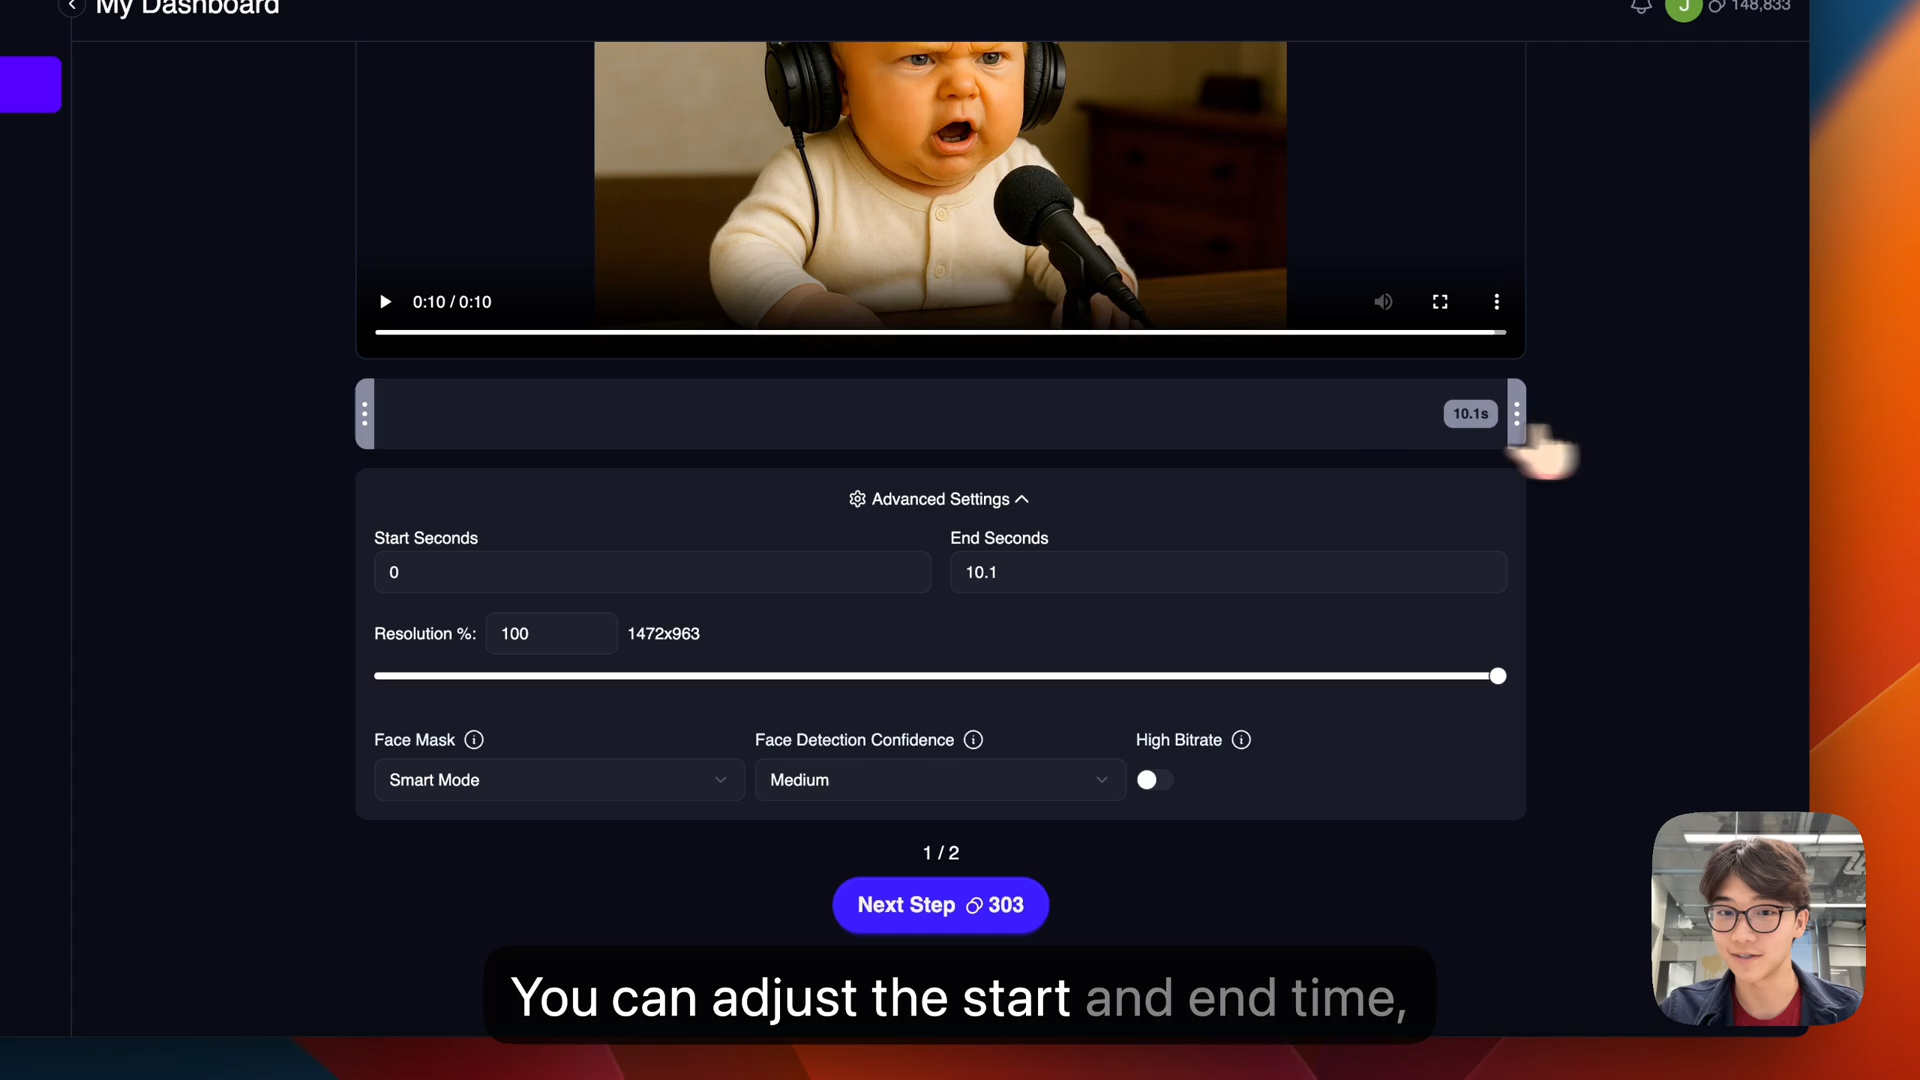 My Dashboard
J
148,833
0:10 / 0:10
10.1s
Advanced Settings
Start Seconds
End Seconds
0
10.1
Resolution %:
100
1472x963
Face Mask
Face Detection Confidence
High Bitrate
Smart Mode
Medium
1 / 2
Next Step 303
You can adjust the start and end time,